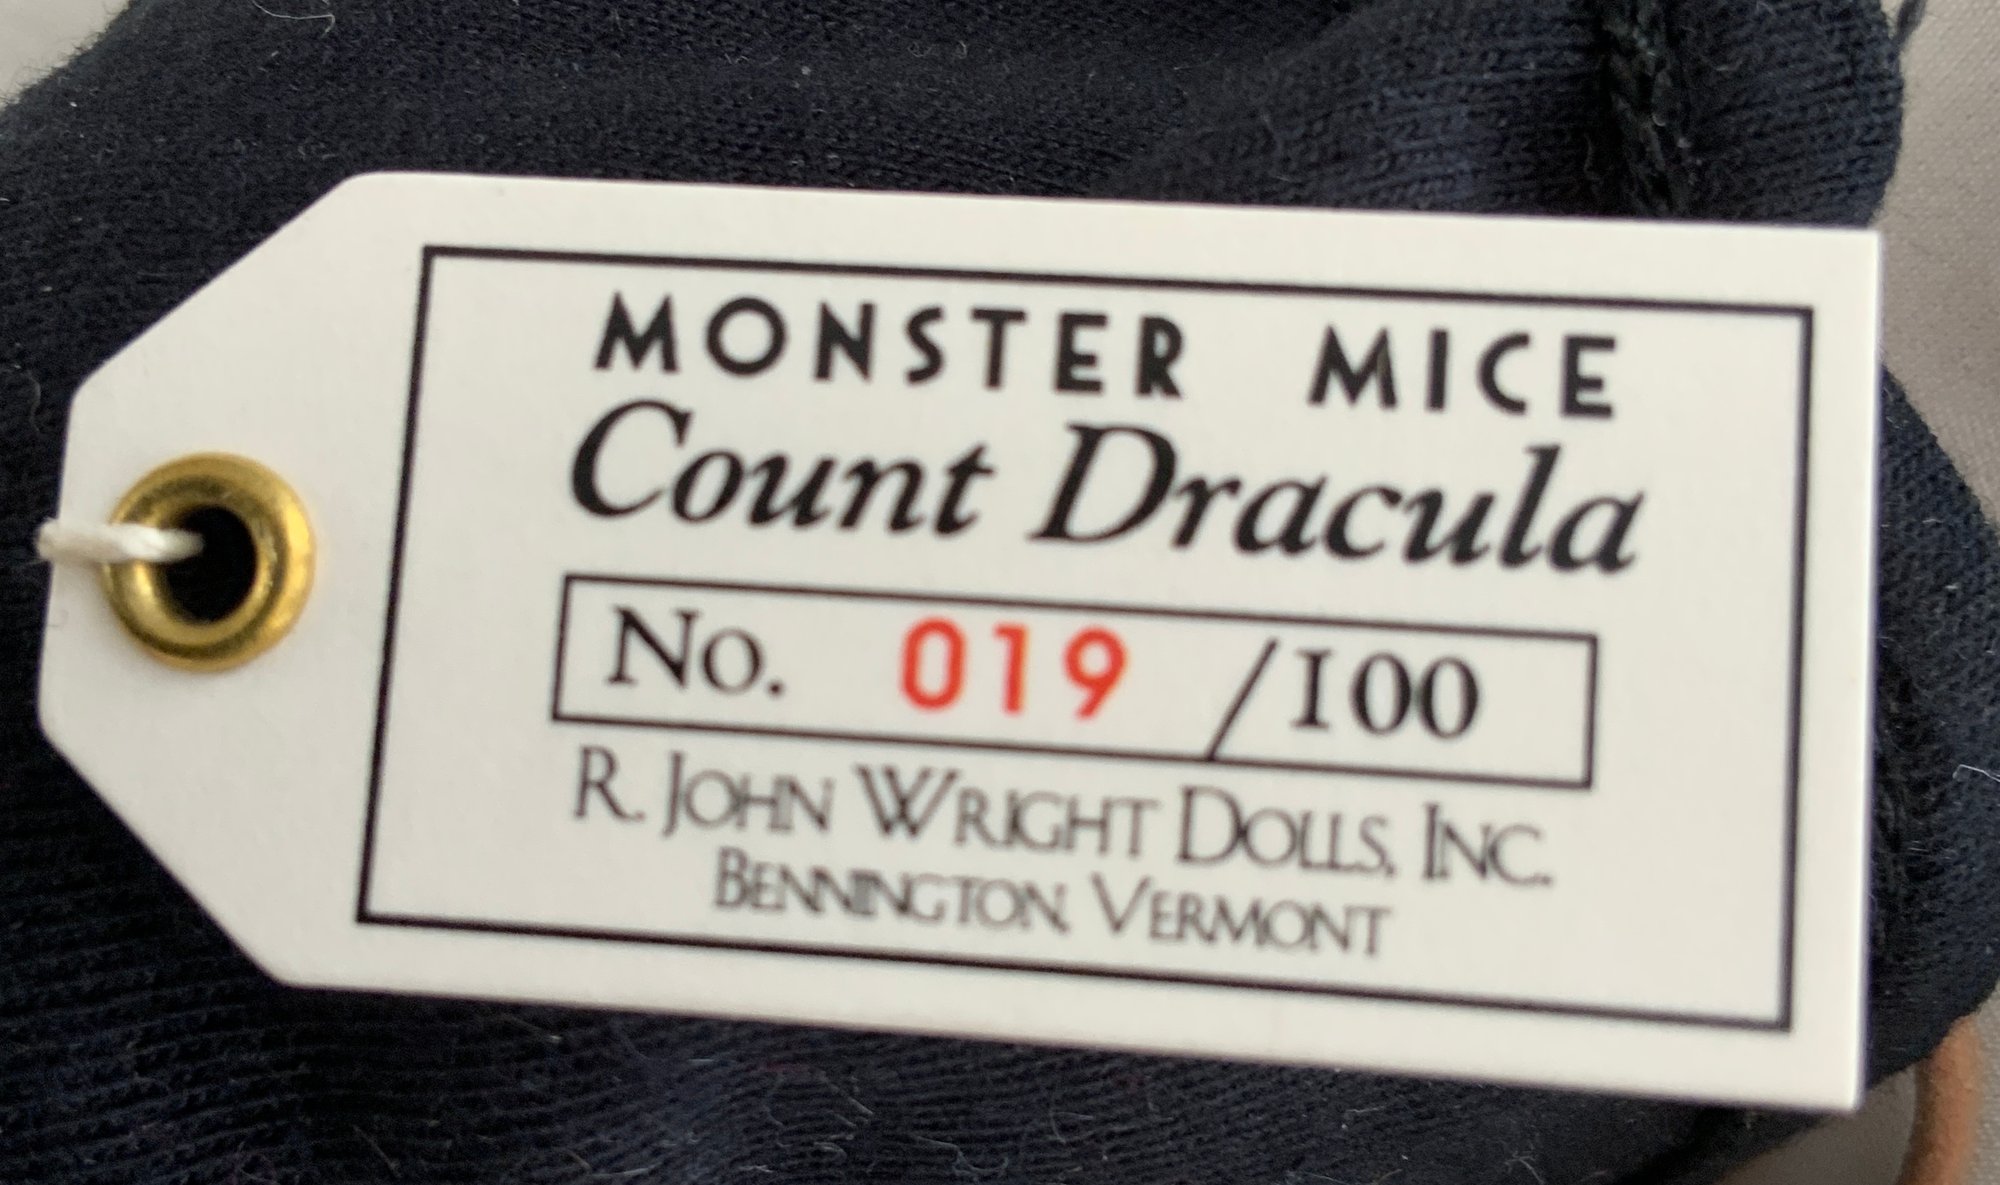 MONSTER MICE
Count Dracula
No. 019 /100
R. JOHN WRIGHT DOLLS, INC.
BENNINGTON, VERMONT